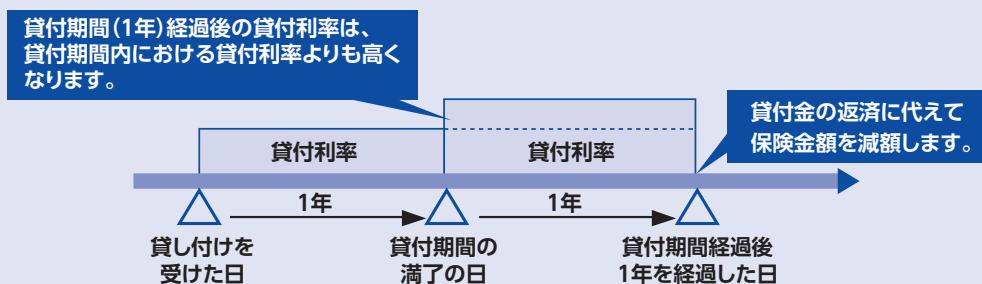 貸付期間(1年)経過後の貸付利率は、
貸付期間内における貸付利率よりも高く
なります。
貸付金の返済に代えて
保険金額を減額します。
貸付利率
貸付利率
1年
1年
貸し付けを
受けた日
貸付期間の
満了の日
貸付期間経過後
1年を経過した日